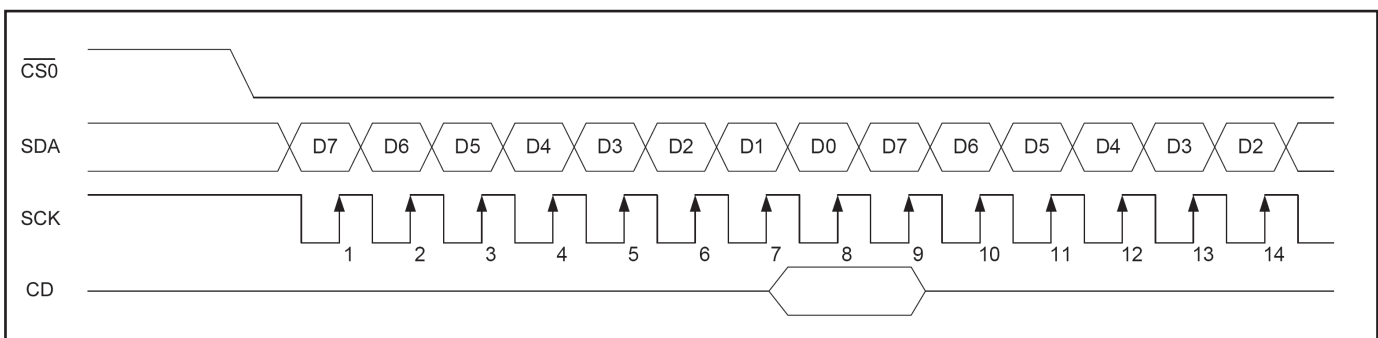 CS0
SDA D7 D6 D5 D4 D3 D2 D1 D0 D7 D6 D5 D4 D3 D2
SCK
1 2 3 4 5 6 7 8 9 10 11 12 13 14
CD